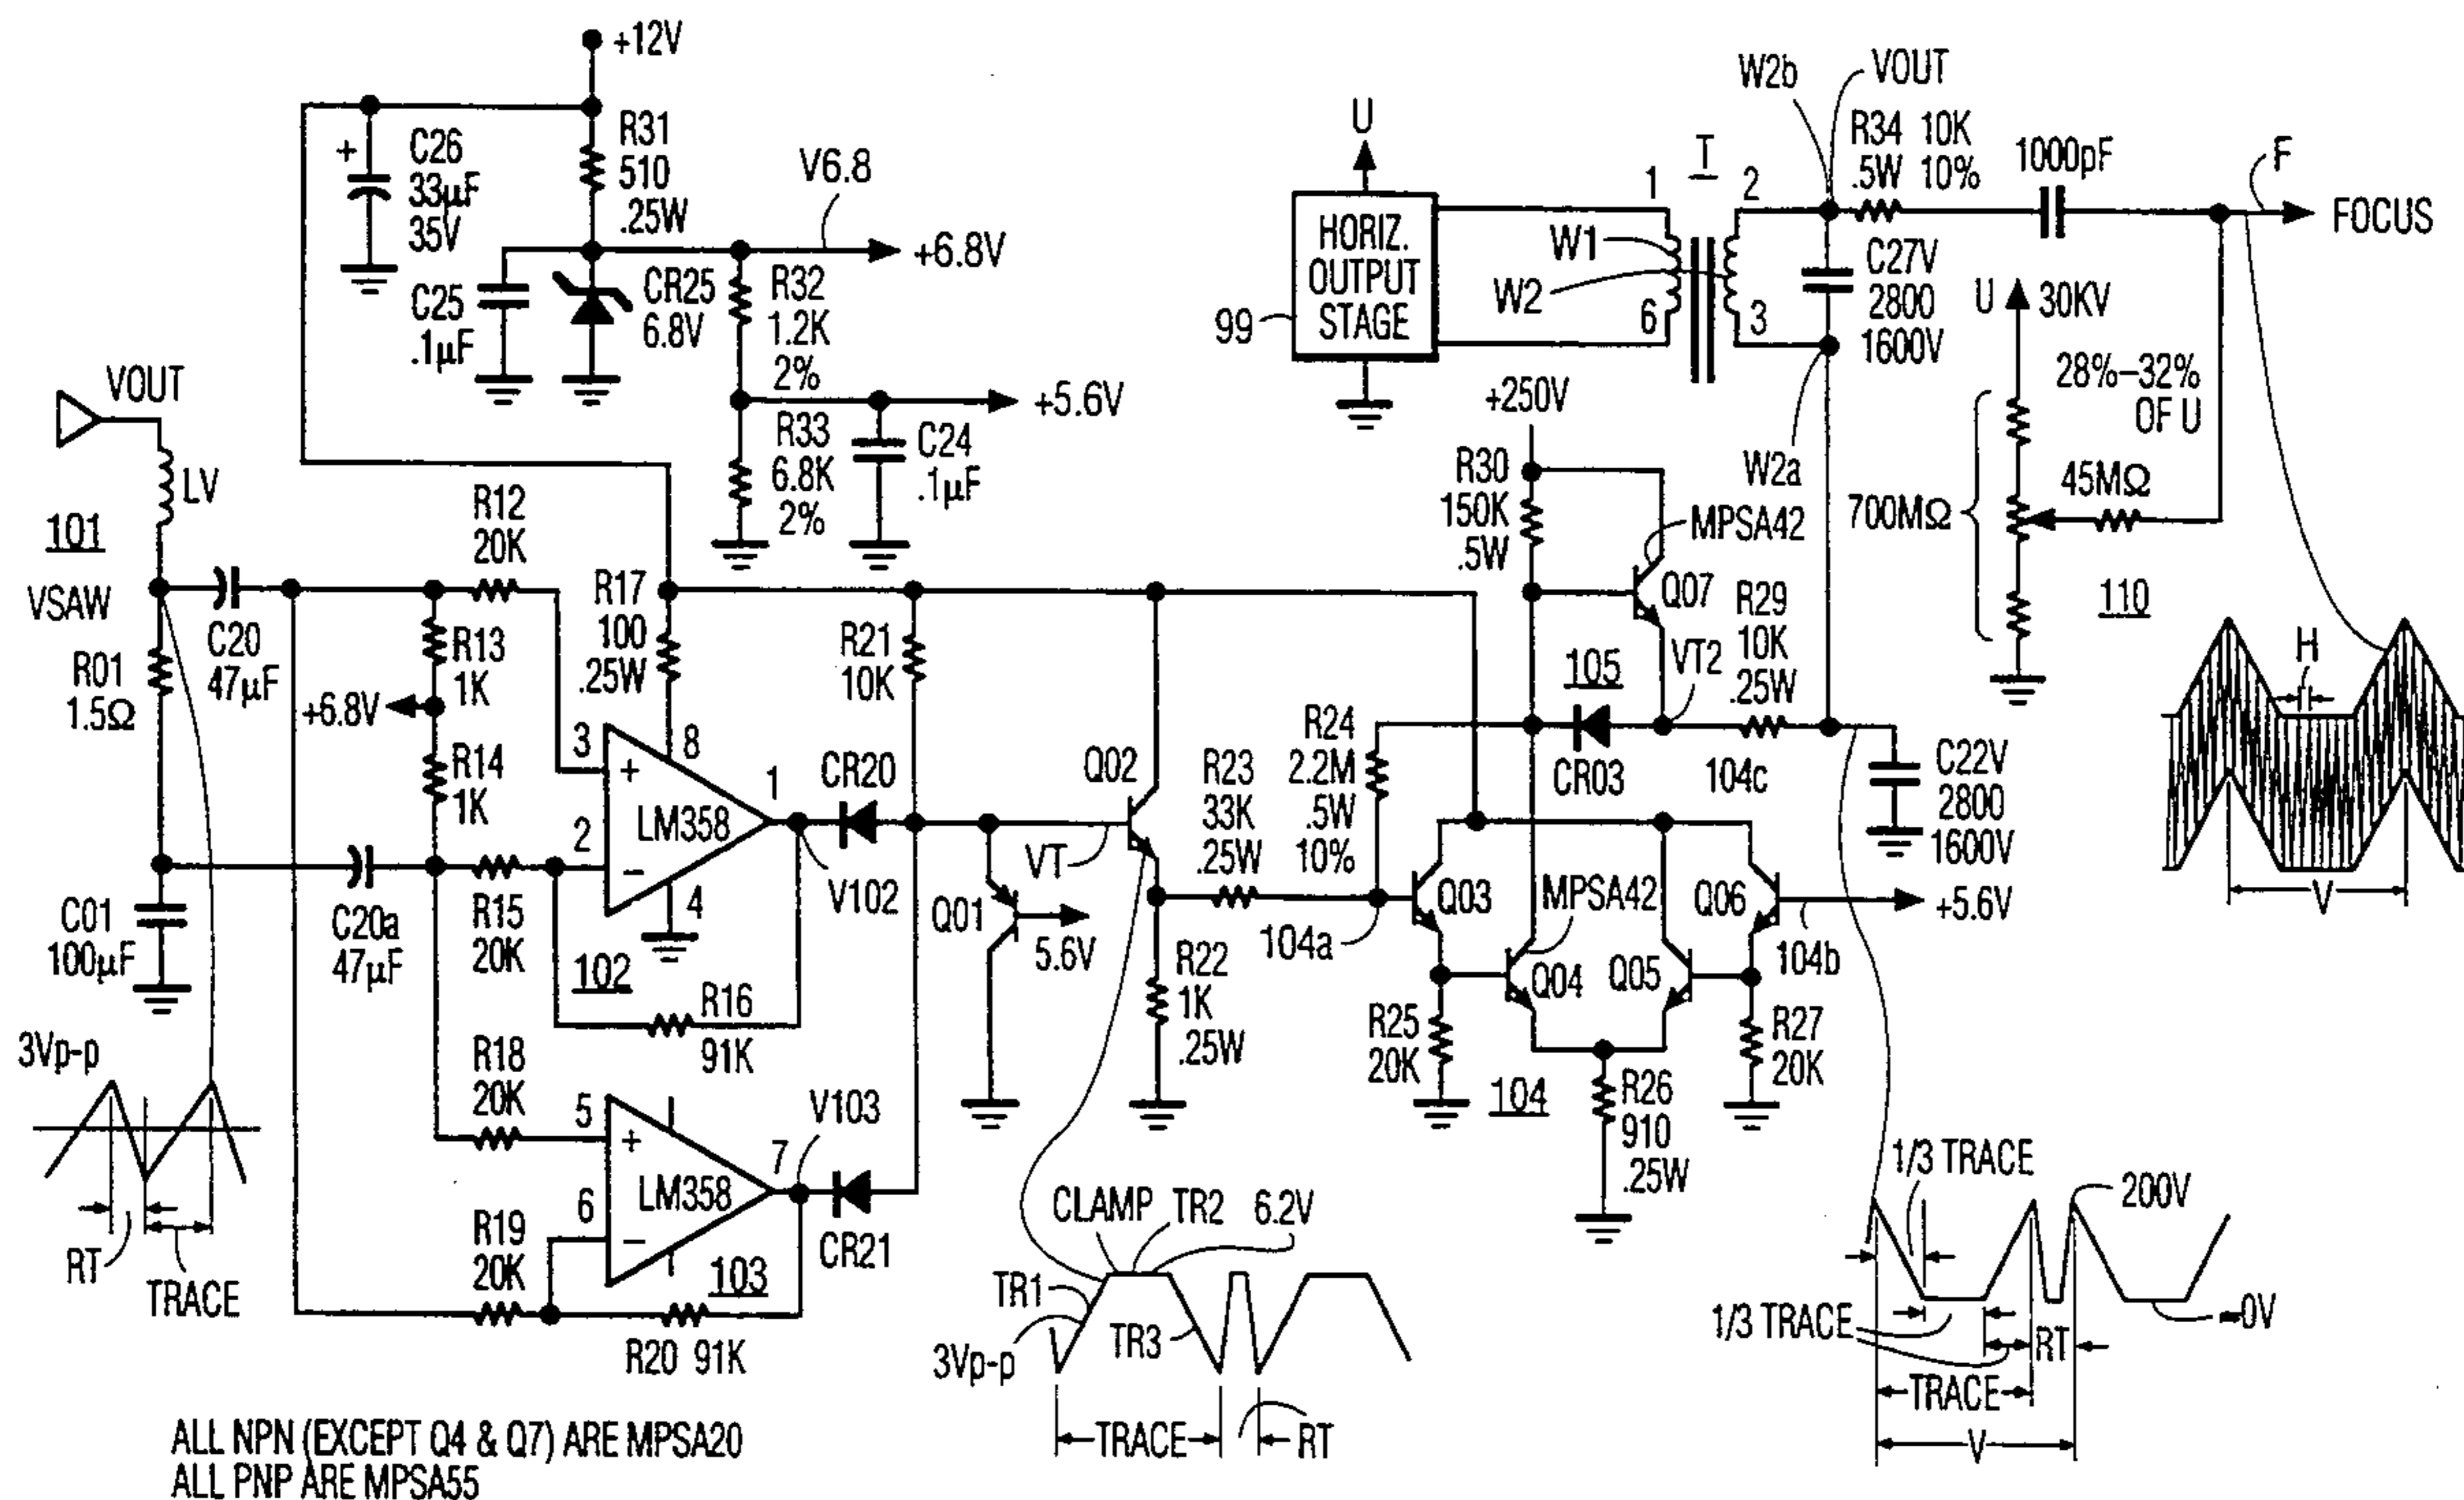 +12V
C26
33µF
35V
+
R31
510
.25W
V6.8
+6.8V
C25
.1µF
CR25
6.8V
R32
1.2K
2%
+5.6V
R33
6.8K
2%
C24
.1µF
VOUT
LV
101
VSAW
R01
1.5Ω
C20
47µF
R12
20K
R13
1K
+6.8V
R14
1K
R17
100
.25W
3
+
8
2
−
LM358
4
1
CR20
V102
R15
20K
102
C20a
47µF
C01
100µF
R16
91K
3Vp-p
RT
TRACE
R18
20K
5
+
LM358
6
−
7
V103
CR21
R19
20K
103
R20 91K
R21
10K
VT
Q01
5.6V
Q02
R22
1K
.25W
R23
33K
.25W
R24
2.2M
.5W
10%
104a
Q03
R25
20K
104
Q04
MPSA42
Q05
Q06
104b
+5.6V
R26
910
.25W
R27
20K
+250V
R30
150K
.5W
MPSA42
Q07
105
CR03
VT2
R29
10K
.25W
104c
C22V
2800
1600V
U
HORIZ.
OUTPUT
STAGE
99
W1
W2
1
6
T
2
3
W2b
VOUT
W2a
R34 10K
.5W 10%
C27V
2800
1600V
1000pF
F
FOCUS
U
30KV
28%–32%
OF U
700MΩ
45MΩ
110
H
V
CLAMP
TR2
6.2V
TR1
3Vp-p
TR3
TRACE
RT
1/3 TRACE
200V
1/3 TRACE
≈0V
RT
TRACE
V
ALL NPN (EXCEPT Q4 & Q7) ARE MPSA20
ALL PNP ARE MPSA55